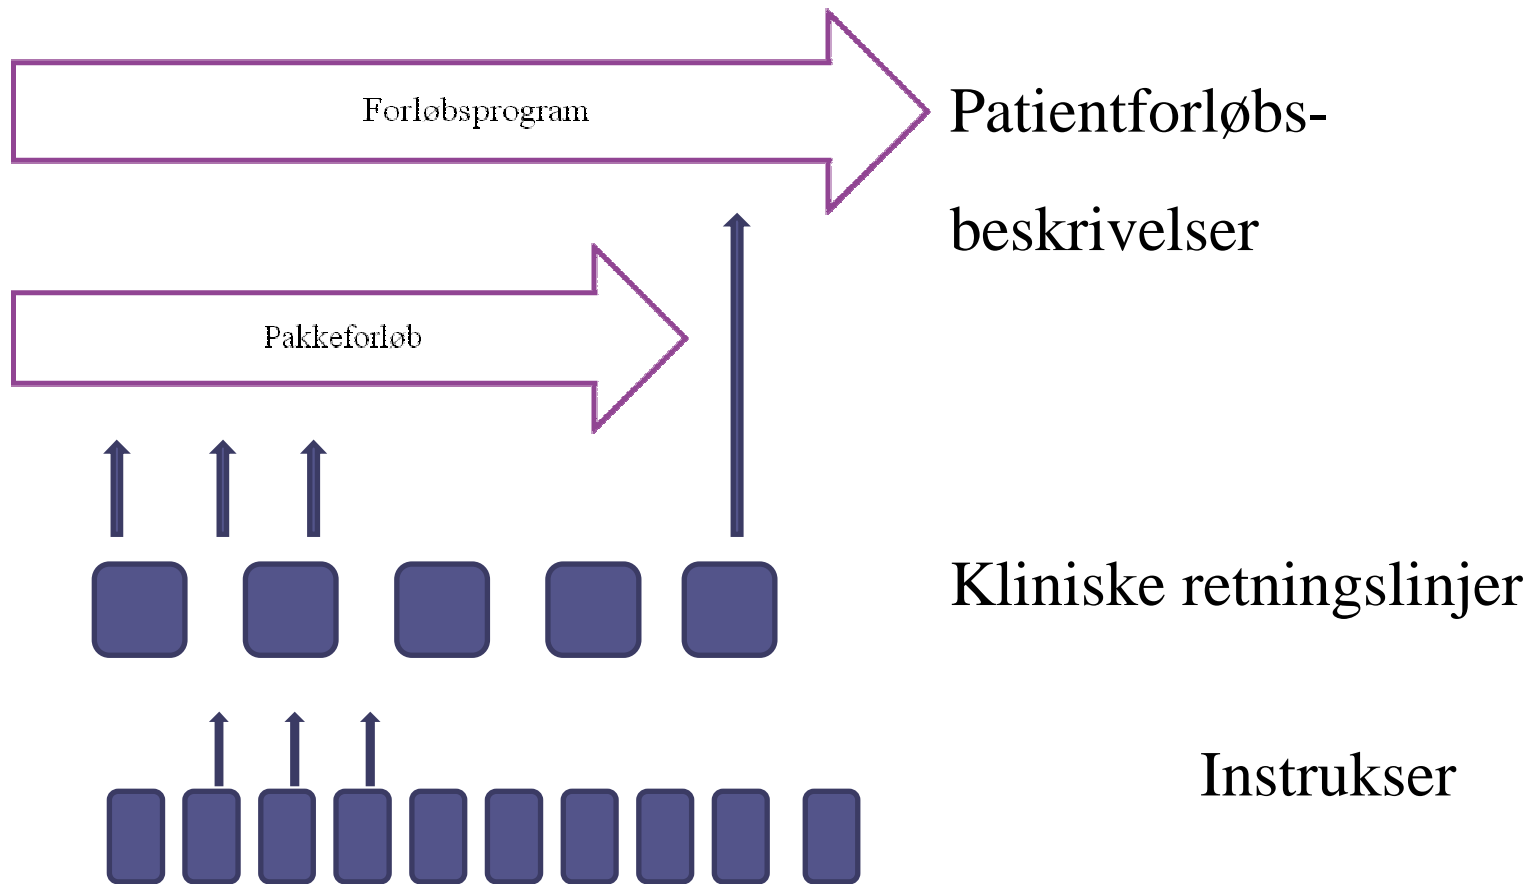 Forløbsprogram
Patientforløbs-
beskrivelser
Pakkeforløb
Kliniske retningslinjer
Instrukser